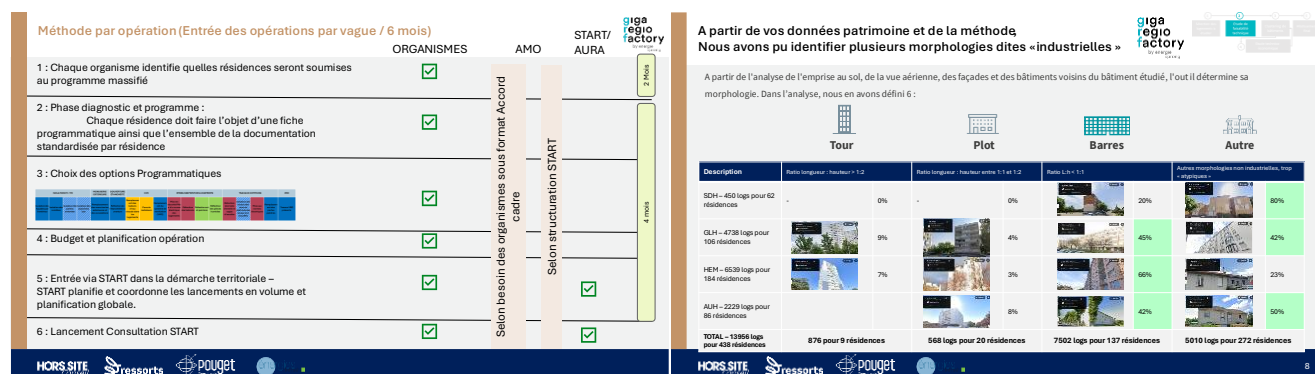 Méthode par opération (Entrée des opérations par vague / 6 mois)
ORGANISMES
AMO
START/
AURA
giga
regio
factory
by energie
1 : Chaque organisme identifie quelles résidences seront soumises
au programme massifié
2 Mois
2 : Phase diagnostic et programme :
Chaque résidence doit faire l'objet d'une fiche
programmatique ainsi que l'ensemble de la documentation
standardisée par résidence
3 : Choix des options Programmatiques
4 : Budget et planification opération
5 : Entrée via START dans la démarche territoriale –
START planifie et coordonne les lancements en volume et
planification globale.
6 : Lancement Consultation START
Selon besoin des organismes sous format Accord
cadre
Selon structuration START
4 mois
HORS SITE
ressorts
pouget
A partir de vos données patrimoine et de la méthode,
Nous avons pu identifier plusieurs morphologies dites «industrielles »
giga
regio
factory
by energie
A partir de l'analyse de l'emprise au sol, de la vue aérienne, des façades et des bâtiments voisins du bâtiment étudié, l'out il détermine sa
morphologie. Dans l'analyse, nous en avons défini 6 :
Tour
Plot
Barres
Autre
Description
Ratio longueur : hauteur > 1:2
Ratio longueur : hauteur entre 1:1 et 1:2
Ratio L:h < 1:1
Autres morphologies non industrielles, trop
« atypiques »
SDH – 450 logs pour 62
résidences
-
0%
-
0%
20%
80%
GLH – 4738 logs pour
106 résidences
9%
4%
45%
42%
HEM – 6539 logs pour
184 résidences
7%
3%
66%
23%
AUH – 2229 logs pour
86 résidences
8%
42%
50%
TOTAL – 13956 logs
pour 438 résidences
876 pour 9 résidences
568 logs pour 20 résidences
7502 logs pour 137 résidences
5010 logs pour 272 résidences
HORS SITE
ressorts
pouget
8